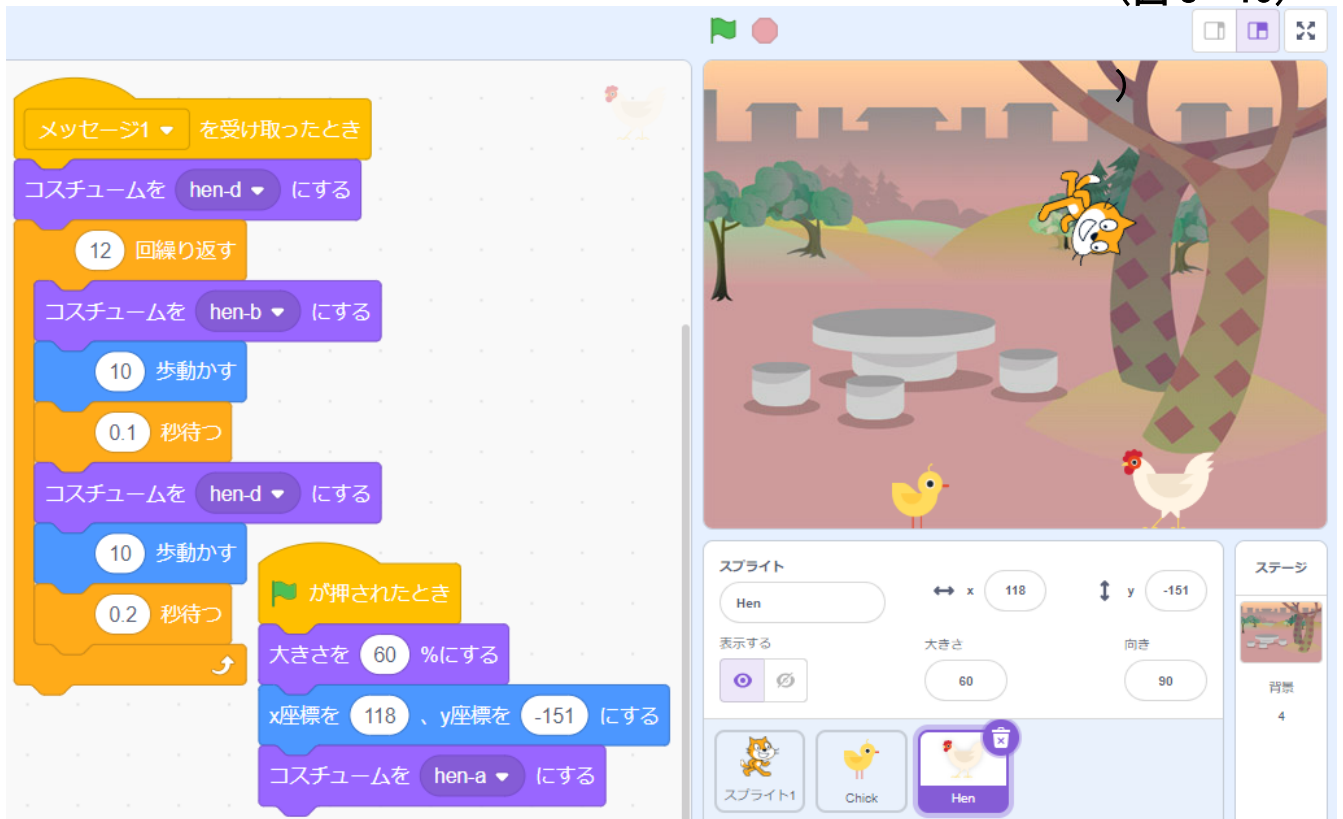 メッセージ1 を受け取ったとき
コスチュームを hen-d にする
12 回繰り返す
コスチュームを hen-b にする
10 歩動かす
0.1 秒待つ
コスチュームを hen-d にする
10 歩動かす
0.2 秒待つ
が押されたとき
大きさを 60 %にする
x座標を 118 、y座標を -151 にする
コスチュームを hen-a にする
)
スプライト
Hen
x 118
y -151
表示する
大きさ
60
向き
90
スプライト1
Chick
Hen
ステージ
背景
4